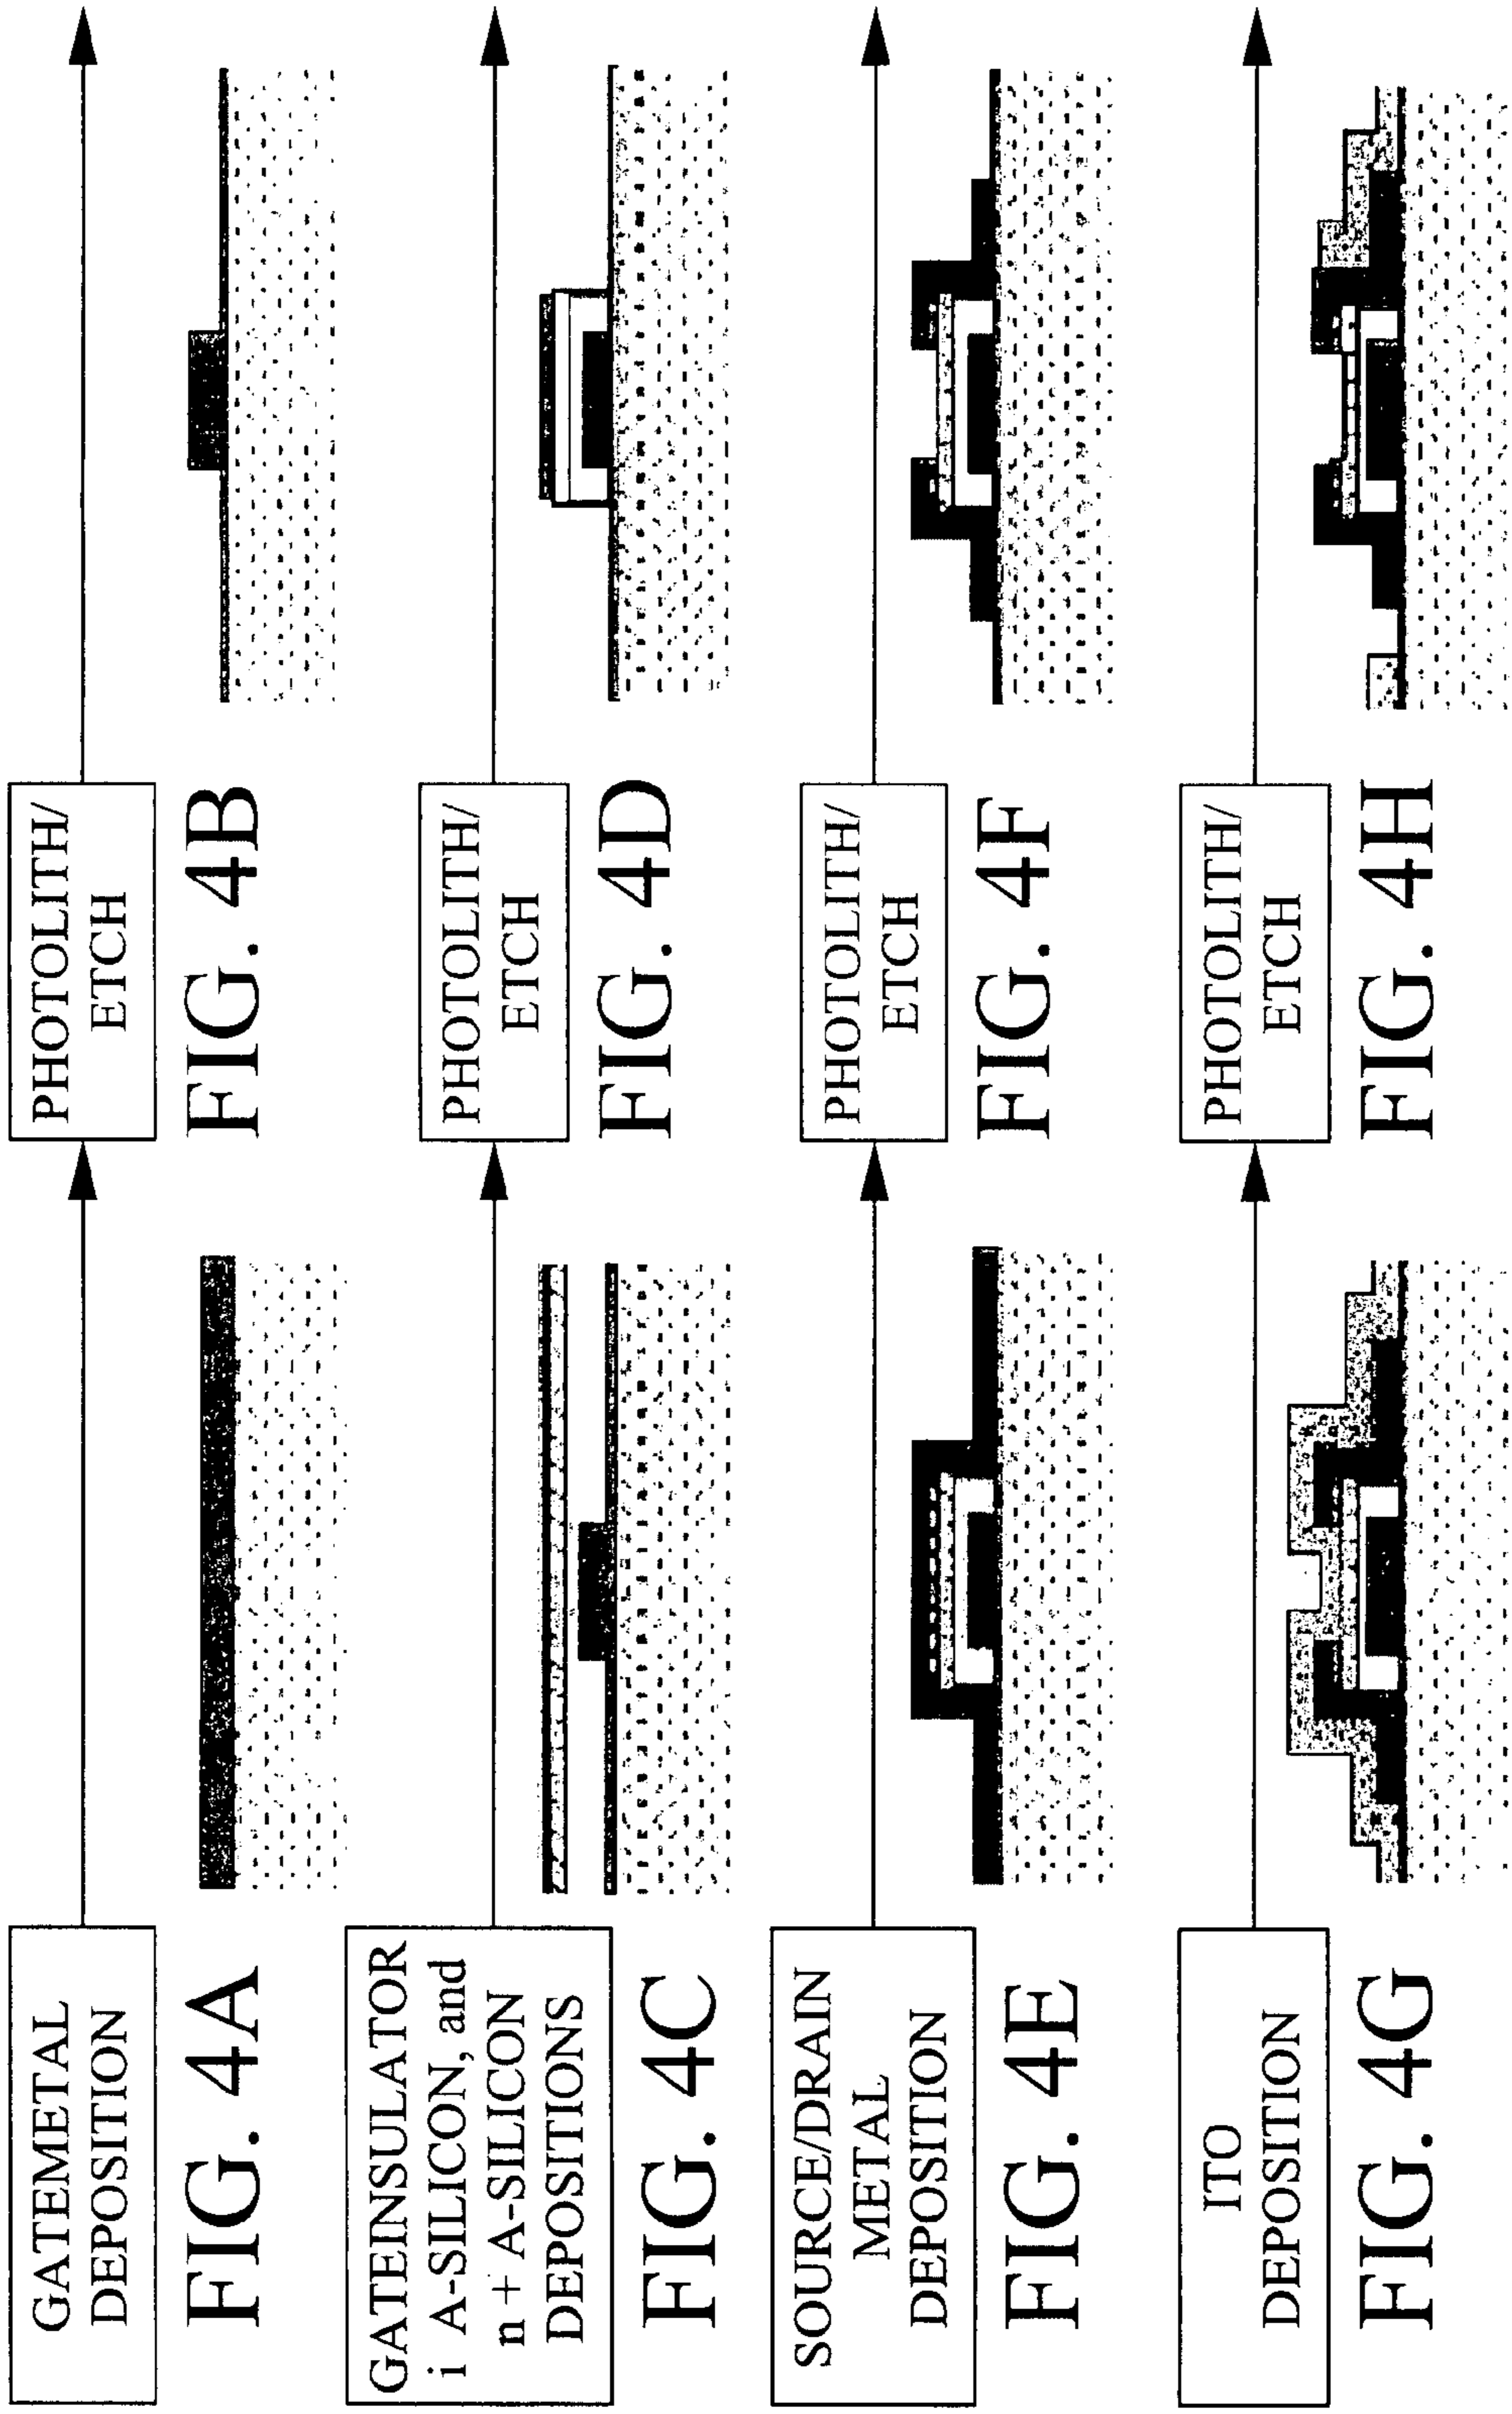 GATEMETAL
DEPOSITION
FIG. 4A
PHOTOLITH/
ETCH
FIG. 4B
GATEINSULATOR
i A-SILICON, and
n + A-SILICON
DEPOSITIONS
FIG. 4C
PHOTOLITH/
ETCH
FIG. 4D
SOURCE/DRAIN
METAL
DEPOSITION
FIG. 4E
PHOTOLITH/
ETCH
FIG. 4F
ITO
DEPOSITION
FIG. 4G
PHOTOLITH/
ETCH
FIG. 4H